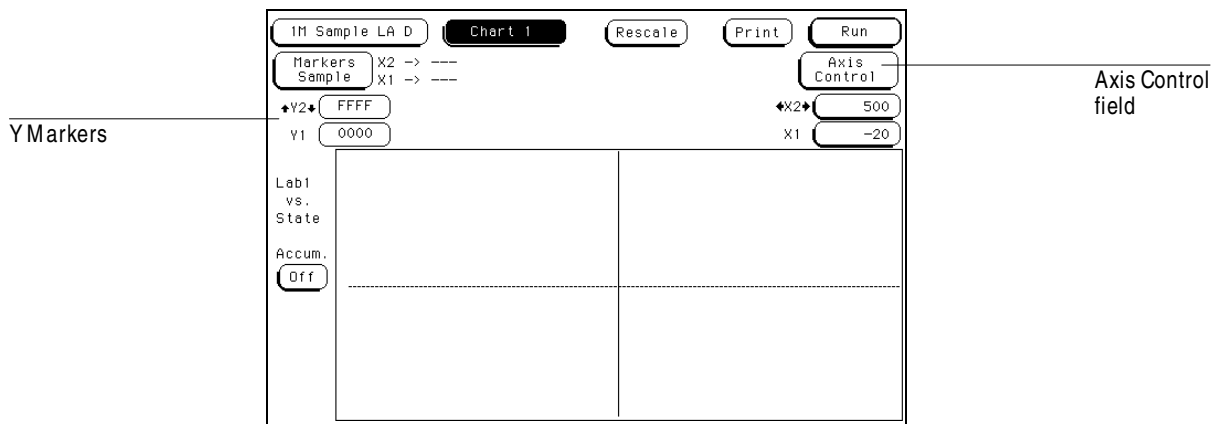 1M Sample LA D Chart 1 Rescale Print Run
Markers Sample X2 -> ---
X1 -> ---
Axis Control
Axis Control
field
↑Y2↓ FFFF ←X2→ 500
Y Markers
Y1 0000 X1 -20
Lab1
vs.
State
Accum.
Off